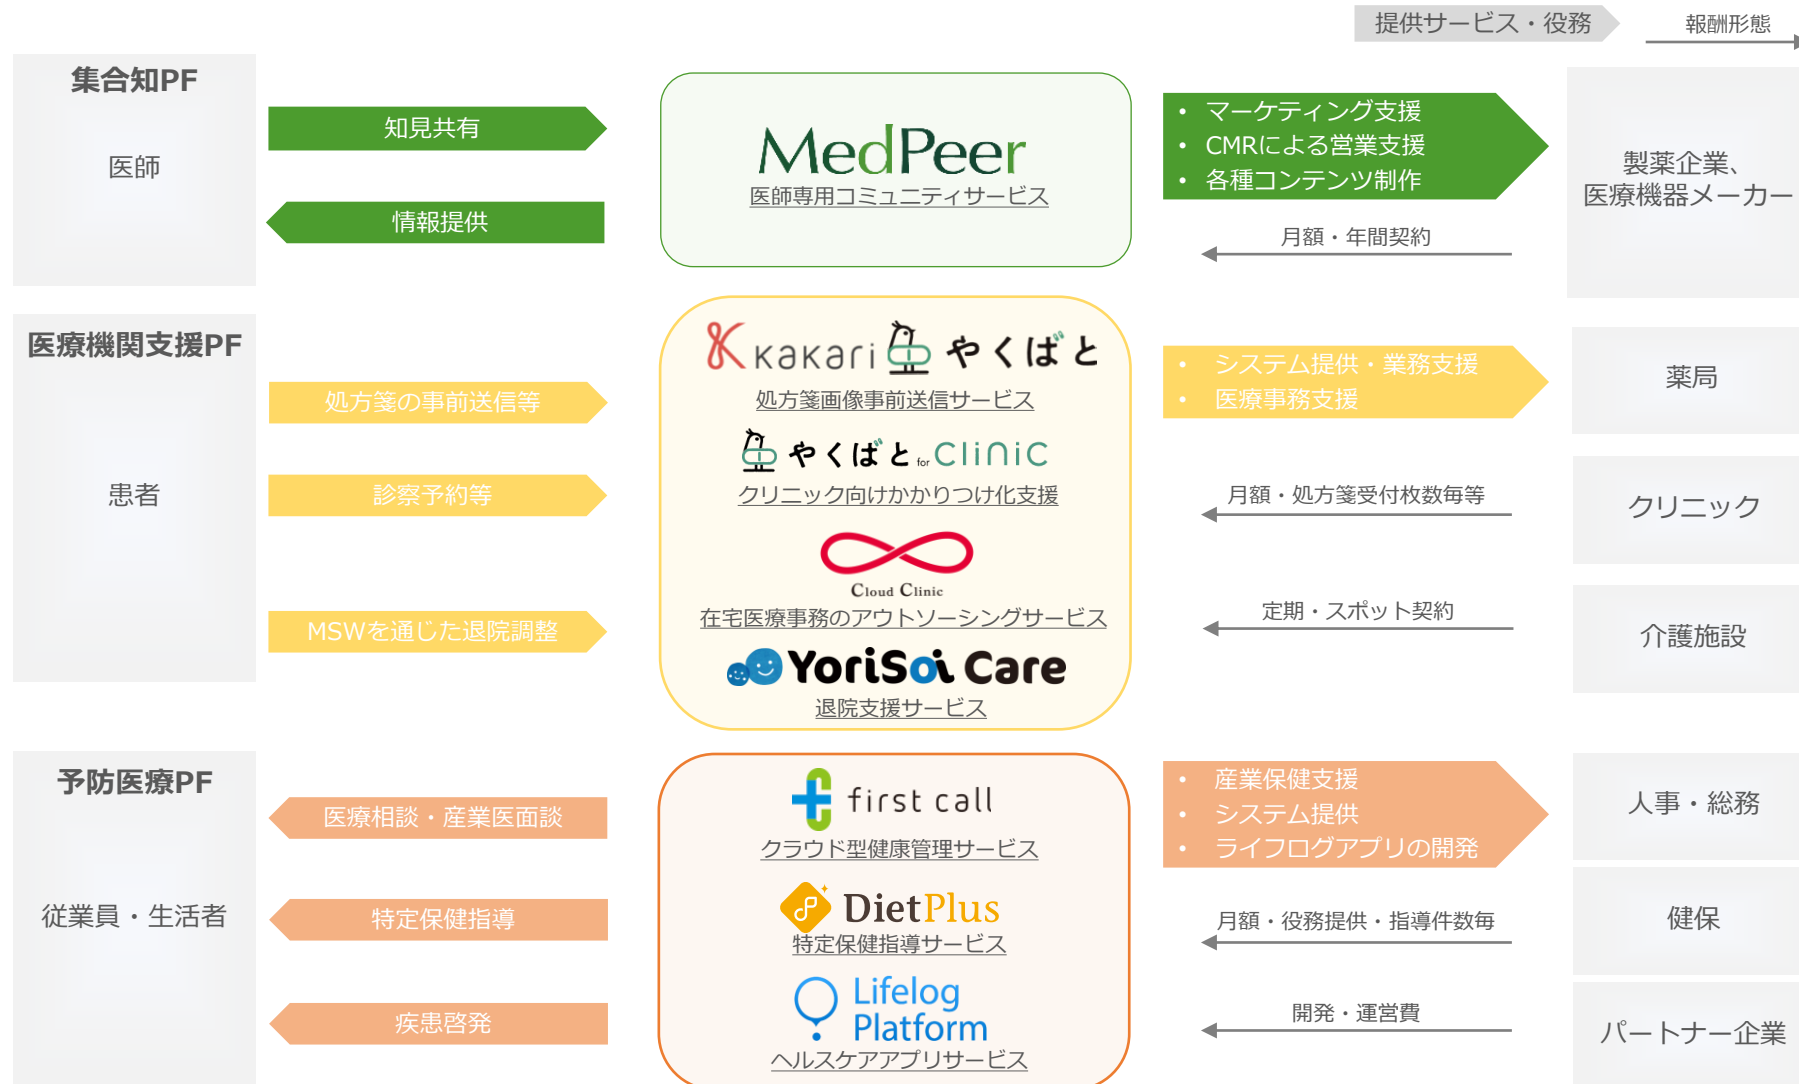 提供サービス・役務
報酬形態
集合知PF
医師
知見共有
情報提供
MedPeer
医師専用コミュニティサービス
• マーケティング支援
• CMRによる営業支援
• 各種コンテンツ制作
月額・年間契約
製薬企業、
医療機器メーカー
医療機関支援PF
患者
処方箋の事前送信等
診察予約等
MSWを通じた退院調整
kakari やくばと
処方箋画像事前送信サービス
やくばと for CliniC
クリニック向けかかりつけ化支援
Cloud Clinic
在宅医療事務のアウトソーシングサービス
YoriSoi Care
退院支援サービス
• システム提供・業務支援
• 医療事務支援
月額・処方箋受付枚数毎等
定期・スポット契約
薬局
クリニック
介護施設
予防医療PF
従業員・生活者
医療相談・産業医面談
特定保健指導
疾患啓発
first call
クラウド型健康管理サービス
DietPlus
特定保健指導サービス
Lifelog
Platform
ヘルスケアアプリサービス
• 産業保健支援
• システム提供
• ライフログアプリの開発
月額・役務提供・指導件数毎
開発・運営費
人事・総務
健保
パートナー企業